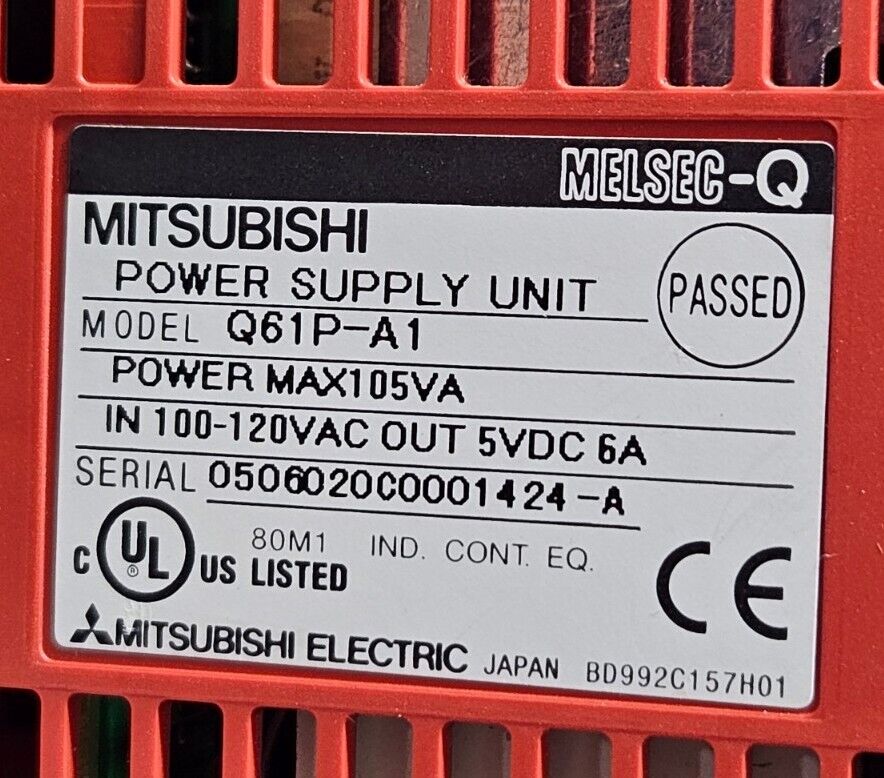 MELSEC-Q
MITSUBISHI
POWER SUPPLY UNIT
PASSED
MODEL Q61P-A1
POWER MAX105VA
IN 100-120VAC OUT 5VDC 6A
SERIAL 0506020C0001424-A
C UL ® US LISTED
80M1 IND. CONT. EQ.
CE
MITSUBISHI ELECTRIC JAPAN BD992C157H01